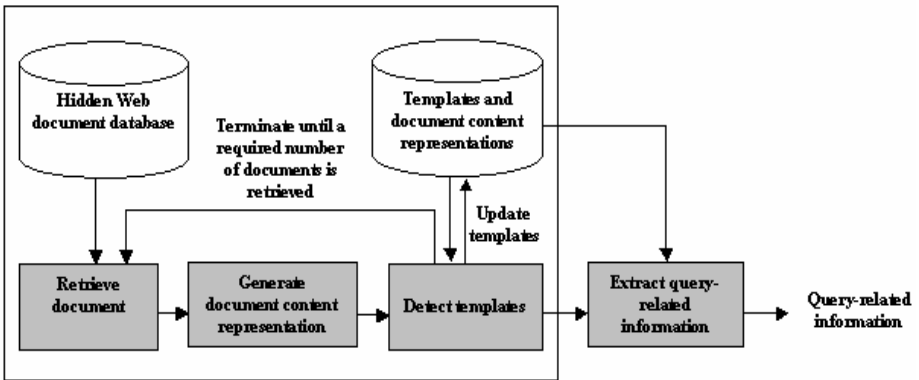 Hidden Web
document database
Templates and
document content
representations
Terminate until a
required number
of documents is
retrieved
Update
templates
Retrieve
document
Generate
document content
representation
Detect templates
Extract query-
related
information
Query-related
information